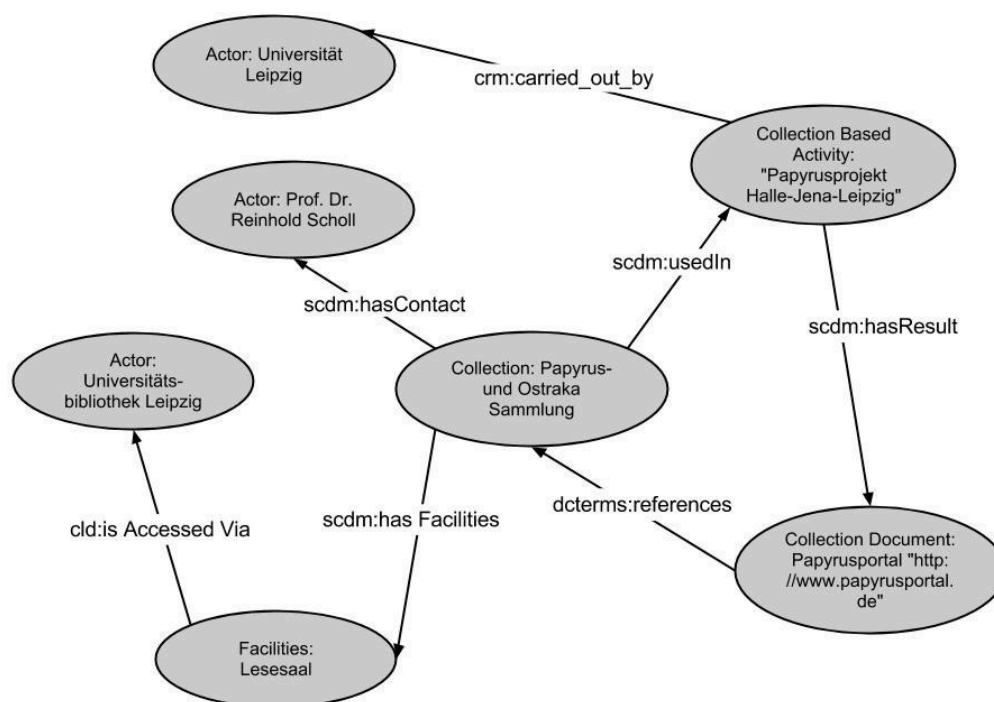 Actor: Universität
Leipzig
crm:carried_out_by
Collection Based
Activity:
"Papyrusprojekt
Halle-Jena-Leipzig"
Actor: Prof. Dr.
Reinhold Scholl
scdm:usedIn
scdm:hasContact
scdm:hasResult
Actor:
Universitäts-
bibliothek Leipzig
Collection: Papyrus-
und Ostraka
Sammlung
dcterms:references
cld:is Accessed Via
scdm:has Facilities
Collection Document:
Papyrusportal "http:
//www.papyrusportal.
de"
Facilities:
Lesesaal